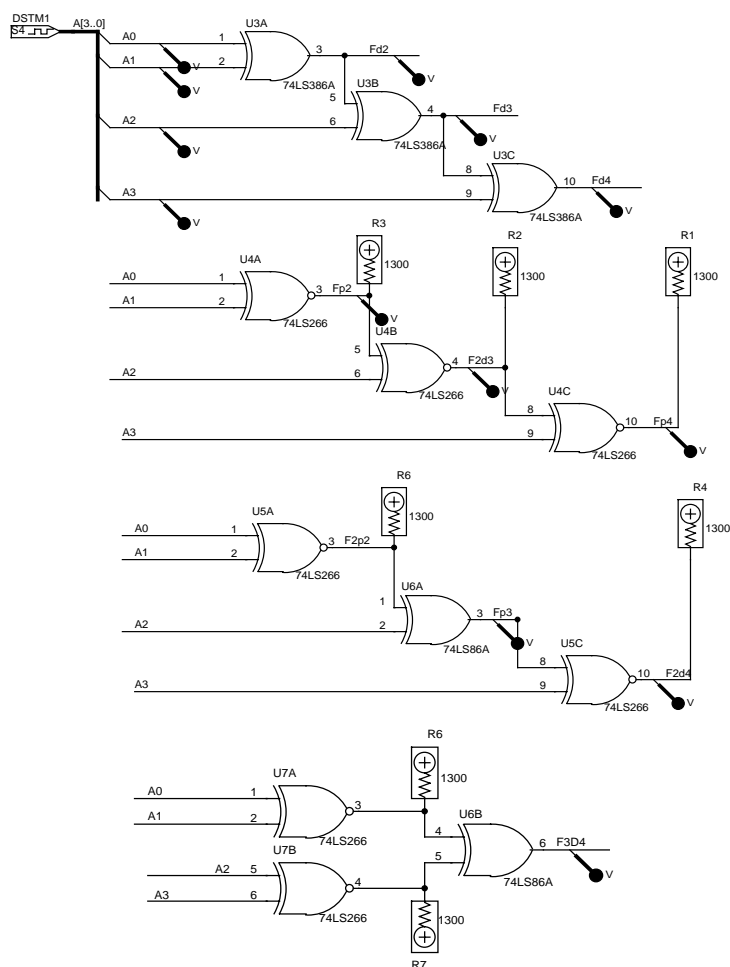 DSTM1
S4
A[3..0]
A0
A1
A2
A3
1
2
U3A
3
74LS386A
Fd2
V
V
V
5
6
U3B
4
74LS386A
Fd3
V
V
8
9
U3C
10
74LS386A
Fd4
V
V
A0
A1
A2
A3
1
2
U4A
3
74LS266
Fp2
V
R3
1300
5
6
U4B
4
74LS266
F2d3
V
R2
1300
8
9
U4C
10
74LS266
Fp4
V
R1
1300
A0
A1
A2
A3
1
2
U5A
3
74LS266
F2p2
R6
1300
1
2
U6A
3
74LS86A
Fp3
V
8
9
U5C
10
74LS266
F2d4
V
R4
1300
A0
A1
1
2
U7A
3
74LS266
R6
1300
A2
A3
5
6
U7B
4
74LS266
1300
R7
4
5
U6B
6
74LS86A
F3D4
V